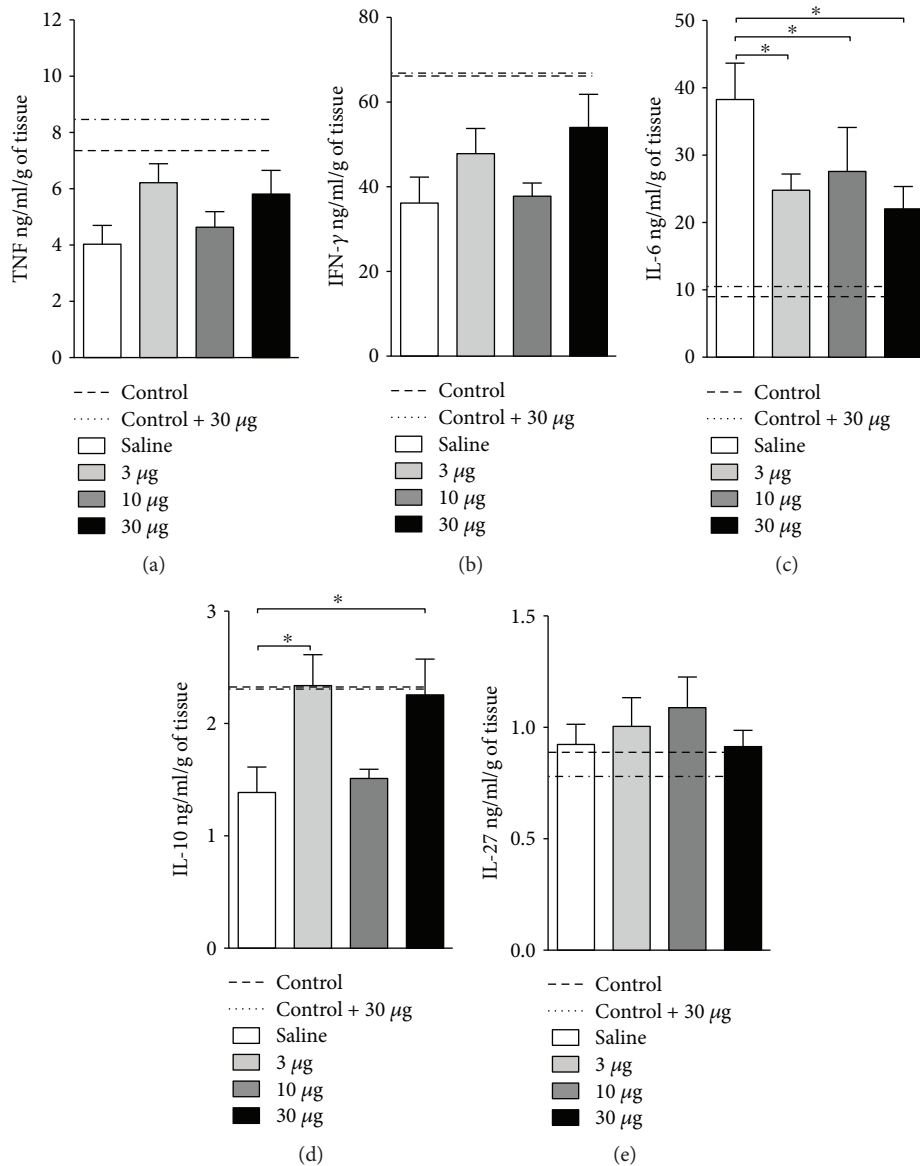 12
10
8
6
4
2
0
TNF ng/ml/g of tissue
Control
Control + 30 μg
Saline
3 μg
10 μg
30 μg
(a)
80
60
40
20
0
IFN-γ ng/ml/g of tissue
Control
Control + 30 μg
Saline
3 μg
10 μg
30 μg
(b)
50
40
30
20
10
0
IL-6 ng/ml/g of tissue
*
*
*
Control
Control + 30 μg
Saline
3 μg
10 μg
30 μg
(c)
3
2
1
0
IL-10 ng/ml/g of tissue
*
*
Control
Control + 30 μg
Saline
3 μg
10 μg
30 μg
(d)
1.5
1.0
0.5
0.0
IL-27 ng/ml/g of tissue
Control
Control + 30 μg
Saline
3 μg
10 μg
30 μg
(e)